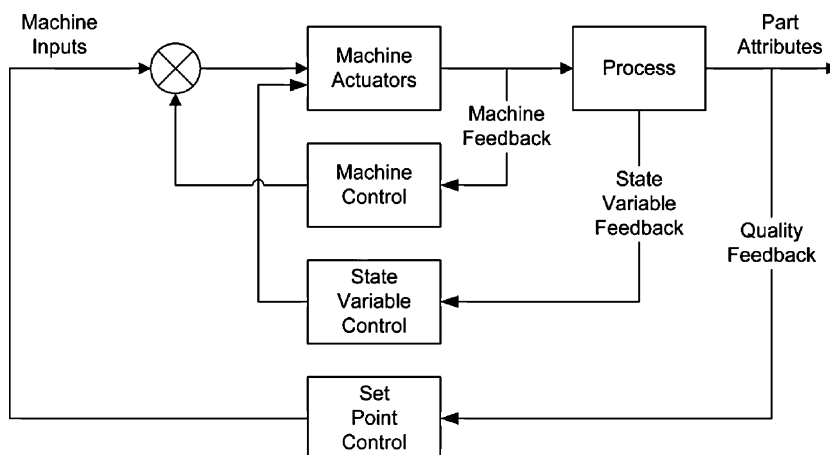 Machine
Inputs
Machine
Actuators
Process
Part
Attributes
Machine
Feedback
Machine
Control
State
Variable
Feedback
Quality
Feedback
State
Variable
Control
Set
Point
Control